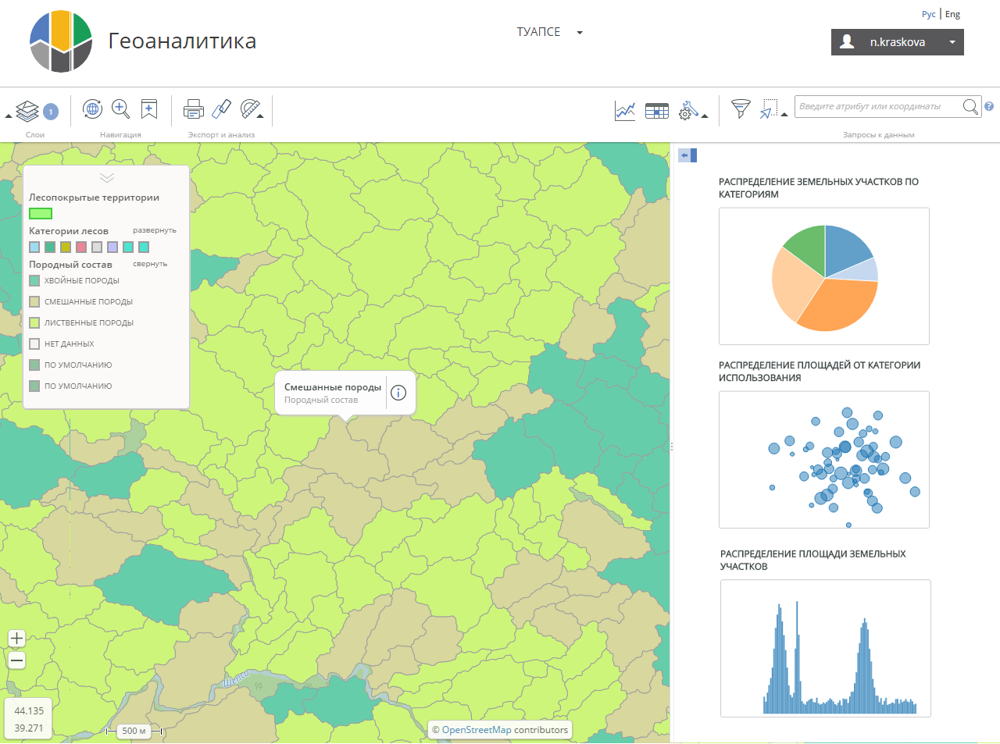 Рус | Eng
Геоаналитика
ТУАПСЕ
n.kraskova
1
Введите атрибут или координаты
?
Слои
Навигация
Экспорт и анализ
Запросы к данным
Лесопокрытые территории
Категории лесов развернуть
Породный состав свернуть
ХВОЙНЫЕ ПОРОДЫ
СМЕШАННЫЕ ПОРОДЫ
ЛИСТВЕННЫЕ ПОРОДЫ
НЕТ ДАННЫХ
ПО УМОЛЧАНИЮ
ПО УМОЛЧАНИЮ
Смешанные породы
Породный состав
i
Шепси
44.135
39.271
500 м
© OpenStreetMap contributors
РАСПРЕДЕЛЕНИЕ ЗЕМЕЛЬНЫХ УЧАСТКОВ ПО
КАТЕГОРИЯМ
РАСПРЕДЕЛЕНИЕ ПЛОЩАДЕЙ ОТ КАТЕГОРИИ
ИСПОЛЬЗОВАНИЯ
РАСПРЕДЕЛЕНИЕ ПЛОЩАДИ ЗЕМЕЛЬНЫХ
УЧАСТКОВ